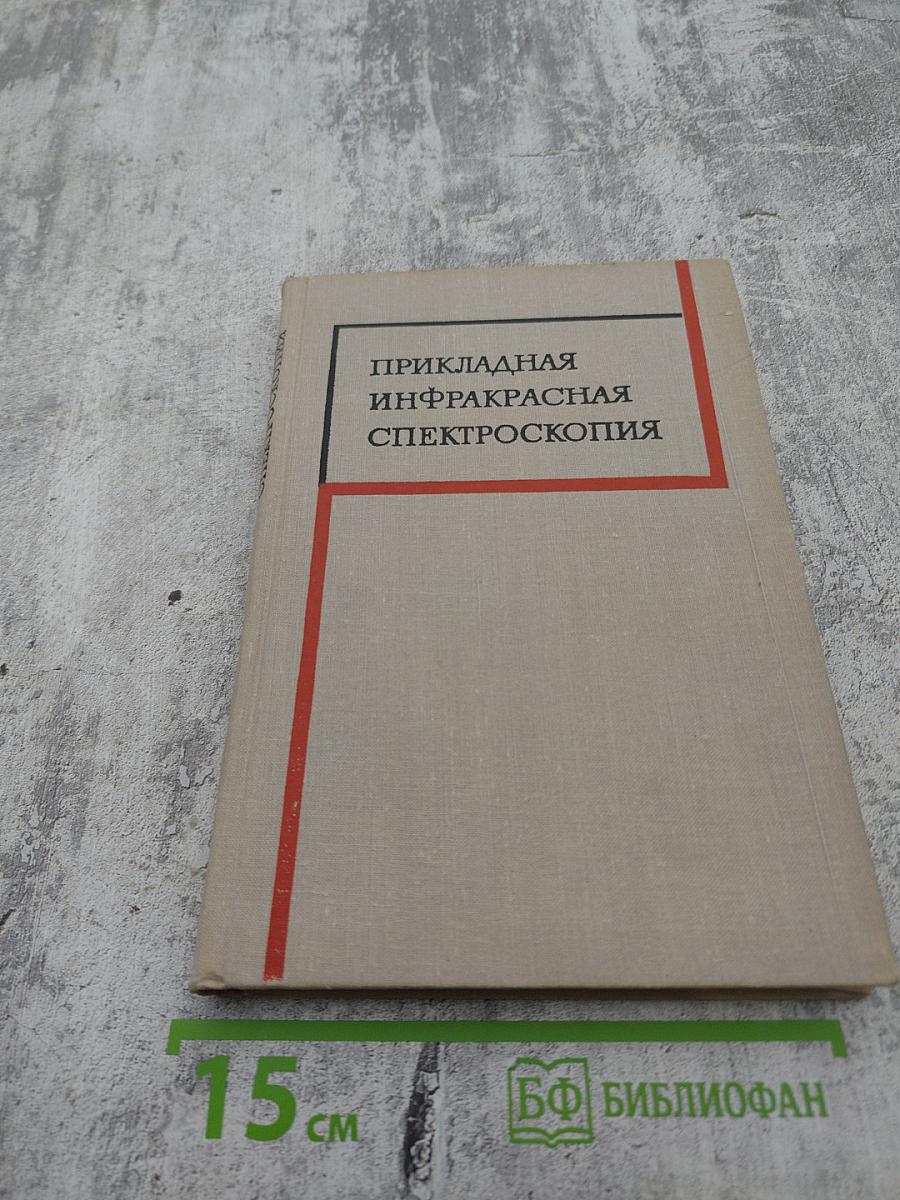 ПРИКЛАДНАЯ
ИНФРАКРАСНАЯ
СПЕКТРОСКОПИЯ
15 см
БФ БИБЛИОФАН